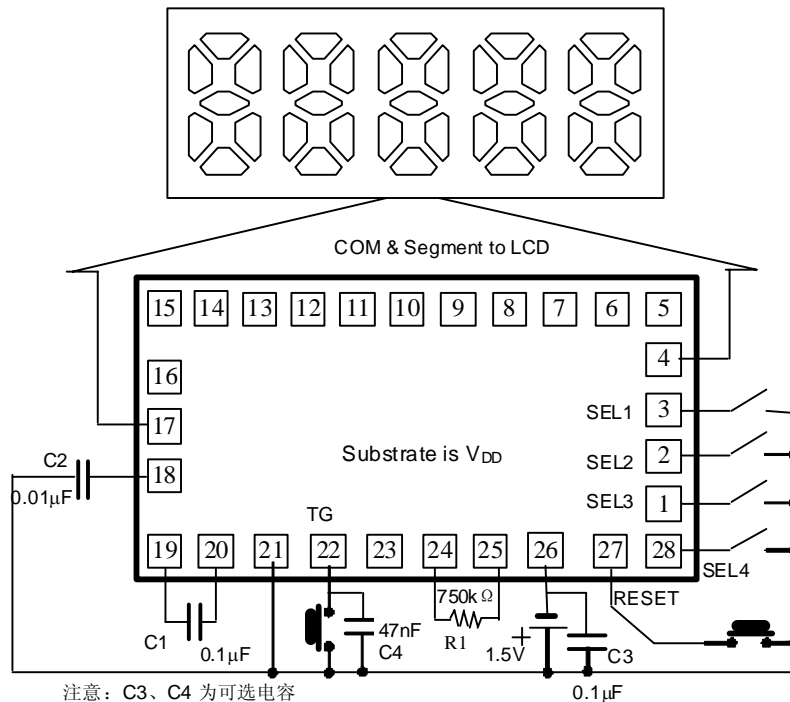 COM & Segment to LCD
15 14 13 12 11 10 9 8 7 6 5
4
16
SEL1 3
17
Substrate is VDD
SEL2 2
C2
18
0.01μF
SEL3 1
TG
19 20 21 22 23 24 25 26 27 28
SEL4
750kΩ
RESET
C1
0.1μF
47nF
C4
R1
+
1.5V
C3
0.1μF
注意：C3、C4 为可选电容